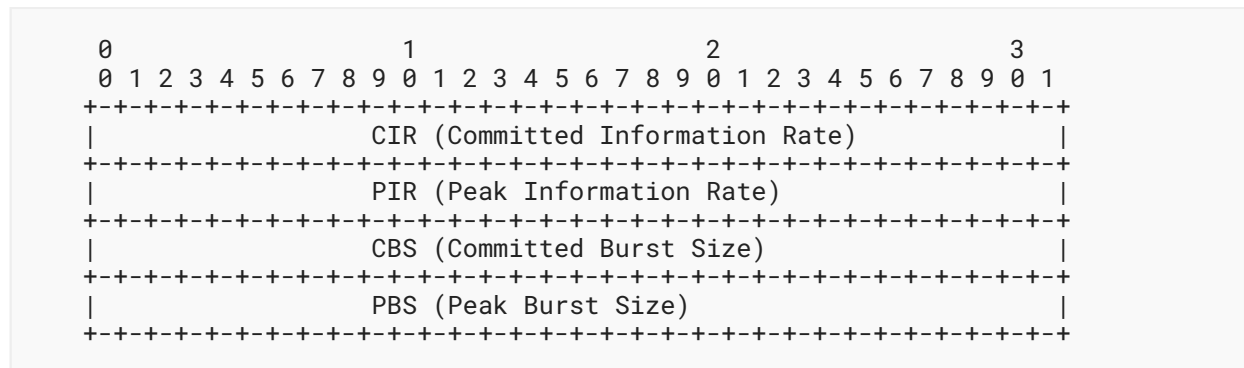 0                   1                   2                   3
0 1 2 3 4 5 6 7 8 9 0 1 2 3 4 5 6 7 8 9 0 1 2 3 4 5 6 7 8 9 0 1
+-+-+-+-+-+-+-+-+-+-+-+-+-+-+-+-+-+-+-+-+-+-+-+-+-+-+-+-+-+-+-+-+
|                  CIR (Committed Information Rate)             |
+-+-+-+-+-+-+-+-+-+-+-+-+-+-+-+-+-+-+-+-+-+-+-+-+-+-+-+-+-+-+-+-+
|                  PIR (Peak Information Rate)                  |
+-+-+-+-+-+-+-+-+-+-+-+-+-+-+-+-+-+-+-+-+-+-+-+-+-+-+-+-+-+-+-+-+
|                  CBS (Committed Burst Size)                   |
+-+-+-+-+-+-+-+-+-+-+-+-+-+-+-+-+-+-+-+-+-+-+-+-+-+-+-+-+-+-+-+-+
|                  PBS (Peak Burst Size)                        |
+-+-+-+-+-+-+-+-+-+-+-+-+-+-+-+-+-+-+-+-+-+-+-+-+-+-+-+-+-+-+-+-+